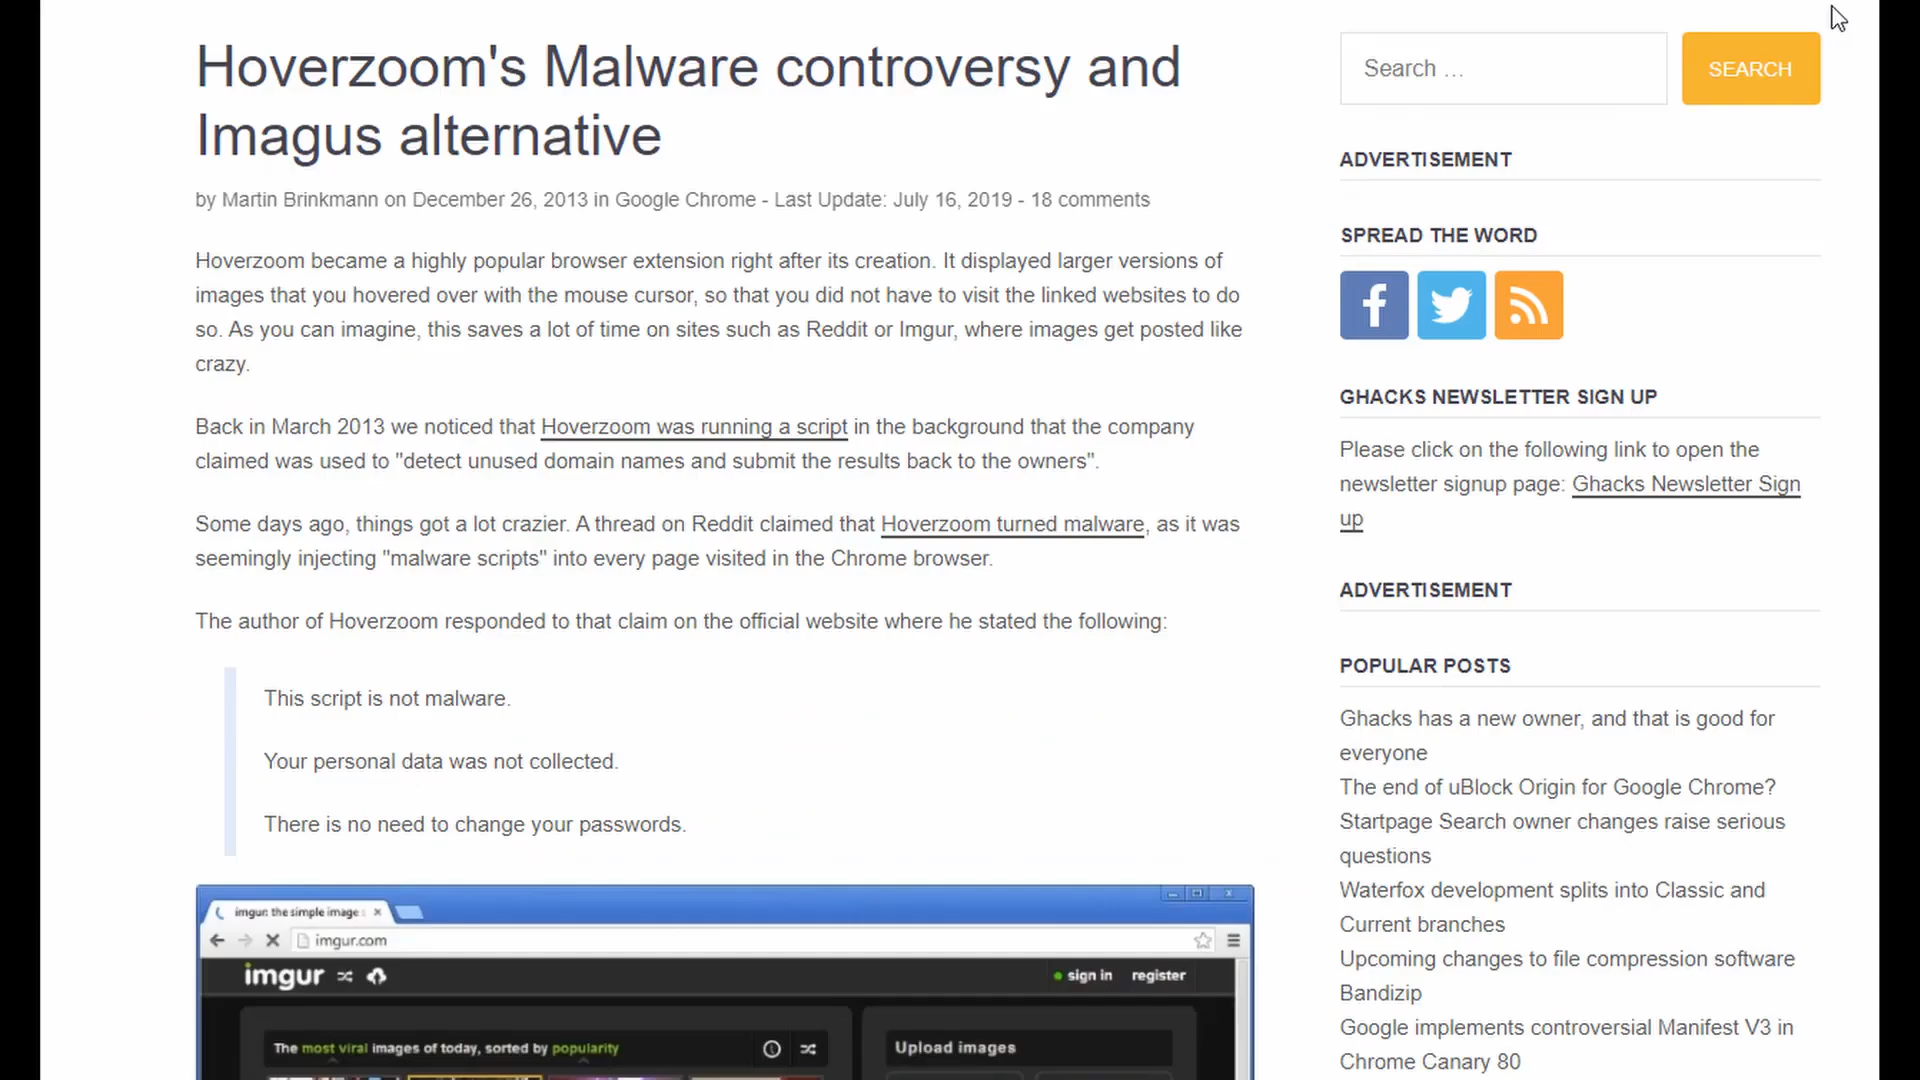 Hoverzoom's Malware controversy and
Imagus alternative
by Martin Brinkmann on December 26, 2013 in Google Chrome - Last Update: July 16, 2019 - 18 comments
Hoverzoom became a highly popular browser extension right after its creation. It displayed larger versions of
images that you hovered over with the mouse cursor, so that you did not have to visit the linked websites to do
so. As you can imagine, this saves a lot of time on sites such as Reddit or Imgur, where images get posted like
crazy.
Back in March 2013 we noticed that Hoverzoom was running a script in the background that the company
claimed was used to "detect unused domain names and submit the results back to the owners".
Some days ago, things got a lot crazier. A thread on Reddit claimed that Hoverzoom turned malware, as it was
seemingly injecting "malware scripts" into every page visited in the Chrome browser.
The author of Hoverzoom responded to that claim on the official website where he stated the following:
This script is not malware.
Your personal data was not collected.
There is no need to change your passwords.
imgur: the simple image
imgur.com
imgur
sign in register
The most viral images of today, sorted by popularity
Upload images
Search …
SEARCH
ADVERTISEMENT
SPREAD THE WORD
GHACKS NEWSLETTER SIGN UP
Please click on the following link to open the
newsletter signup page: Ghacks Newsletter Sign
up
ADVERTISEMENT
POPULAR POSTS
Ghacks has a new owner, and that is good for
everyone
The end of uBlock Origin for Google Chrome?
Startpage Search owner changes raise serious
questions
Waterfox development splits into Classic and
Current branches
Upcoming changes to file compression software
Bandizip
Google implements controversial Manifest V3 in
Chrome Canary 80